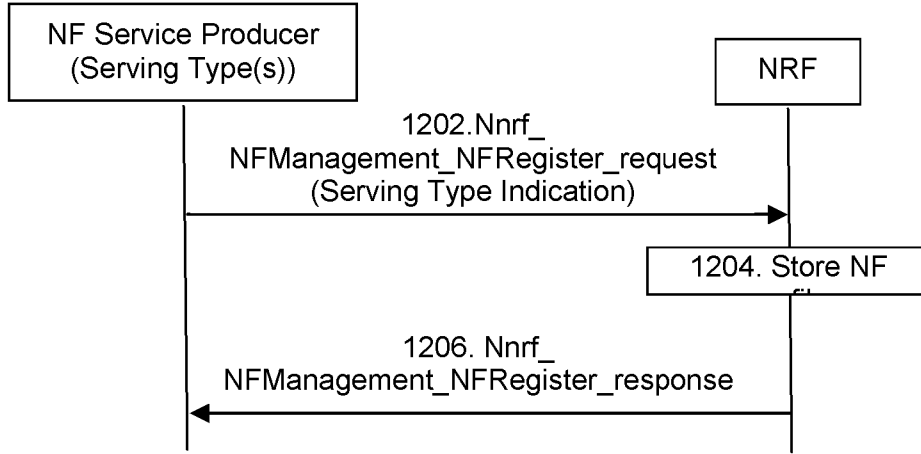 NF Service Producer
(Serving Type(s))
NRF
1202.Nnrf_
NFManagement_NFRegister_request
(Serving Type Indication)
1204. Store NF
1206. Nnrf_
NFManagement_NFRegister_response